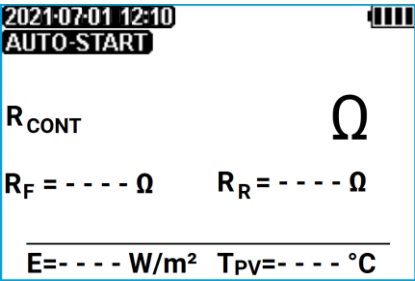 2021-07-01 12:10
AUTO-START
RCONT Ω
RF = - - - - Ω RR = - - - - Ω
E=- - - - W/m² TPV=- - - - °C